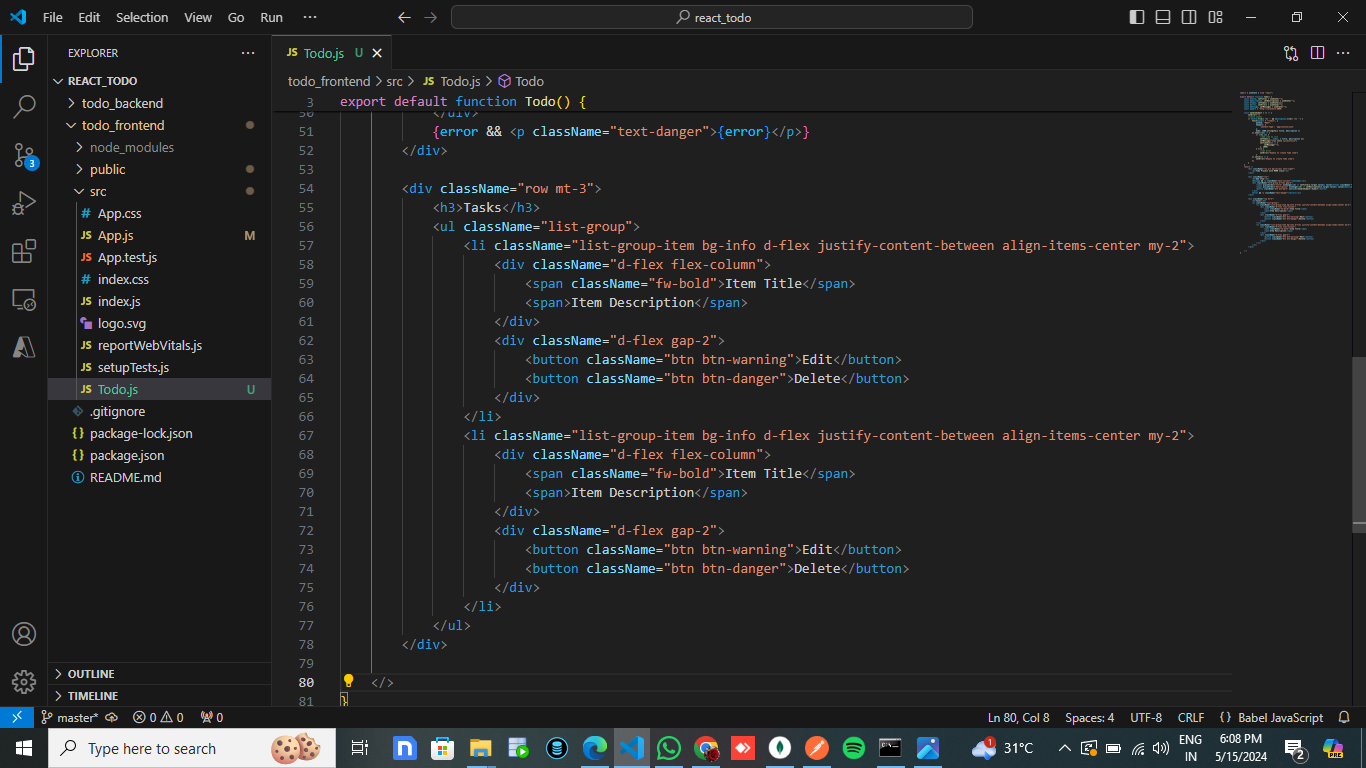 File Edit Selection View Go Run ··· react_todo
EXPLORER ···
REACT_TODO
todo_backend
todo_frontend
node_modules
public
src
# App.css
JS App.js M
JS App.test.js
# index.css
JS index.js
logo.svg
JS reportWebVitals.js
JS setupTests.js
JS Todo.js U
.gitignore
{} package-lock.json
{} package.json
README.md
OUTLINE
TIMELINE
3
JS Todo.js U
todo_frontend > src > JS Todo.js > Todo
3 export default function Todo() {
50 </div>
51 {error && <p className="text-danger">{error}</p>}
52 </div>
53
54 <div className="row mt-3">
55 <h3>Tasks</h3>
56 <ul className="list-group">
57 <li className="list-group-item bg-info d-flex justify-content-between align-items-center my-2">
58 <div className="d-flex flex-column">
59 <span className="fw-bold">Item Title</span>
60 <span>Item Description</span>
61 </div>
62 <div className="d-flex gap-2">
63 <button className="btn btn-warning">Edit</button>
64 <button className="btn btn-danger">Delete</button>
65 </div>
66 </li>
67 <li className="list-group-item bg-info d-flex justify-content-between align-items-center my-2">
68 <div className="d-flex flex-column">
69 <span className="fw-bold">Item Title</span>
70 <span>Item Description</span>
71 </div>
72 <div className="d-flex gap-2">
73 <button className="btn btn-warning">Edit</button>
74 <button className="btn btn-danger">Delete</button>
75 </div>
76 </li>
77 </ul>
78 </div>
79
80 </>
81 }
master* 0 0 0 Ln 80, Col 8 Spaces: 4 UTF-8 CRLF {} Babel JavaScript
Type here to search 1 31°C ENG IN 6:08 PM 5/15/2024 2 PRE